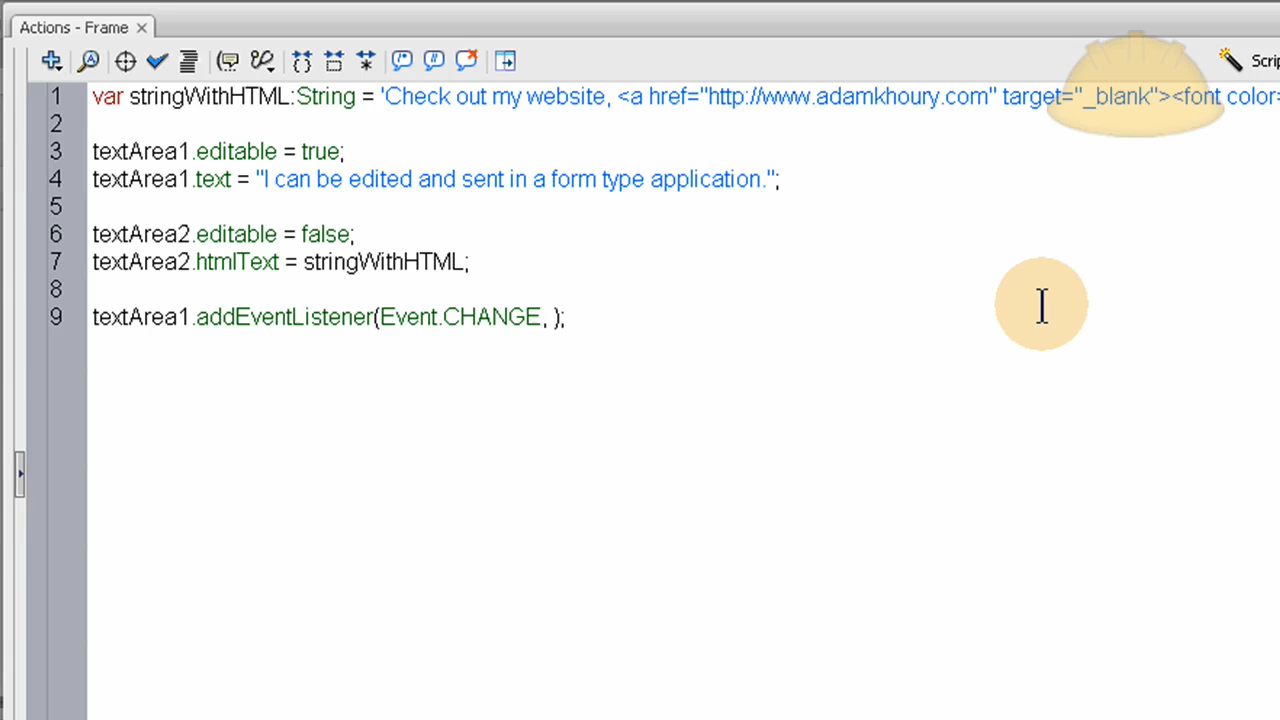 Actions - Frame
Scri
1 var stringWithHTML:String = 'Check out my website, <a href="http://www.adamkhoury.com" target="_blank"><font color=
2
3 textArea1.editable = true;
4 textArea1.text = "I can be edited and sent in a form type application.";
5
6 textArea2.editable = false;
7 textArea2.htmlText = stringWithHTML;
8
9 textArea1.addEventListener(Event.CHANGE, );